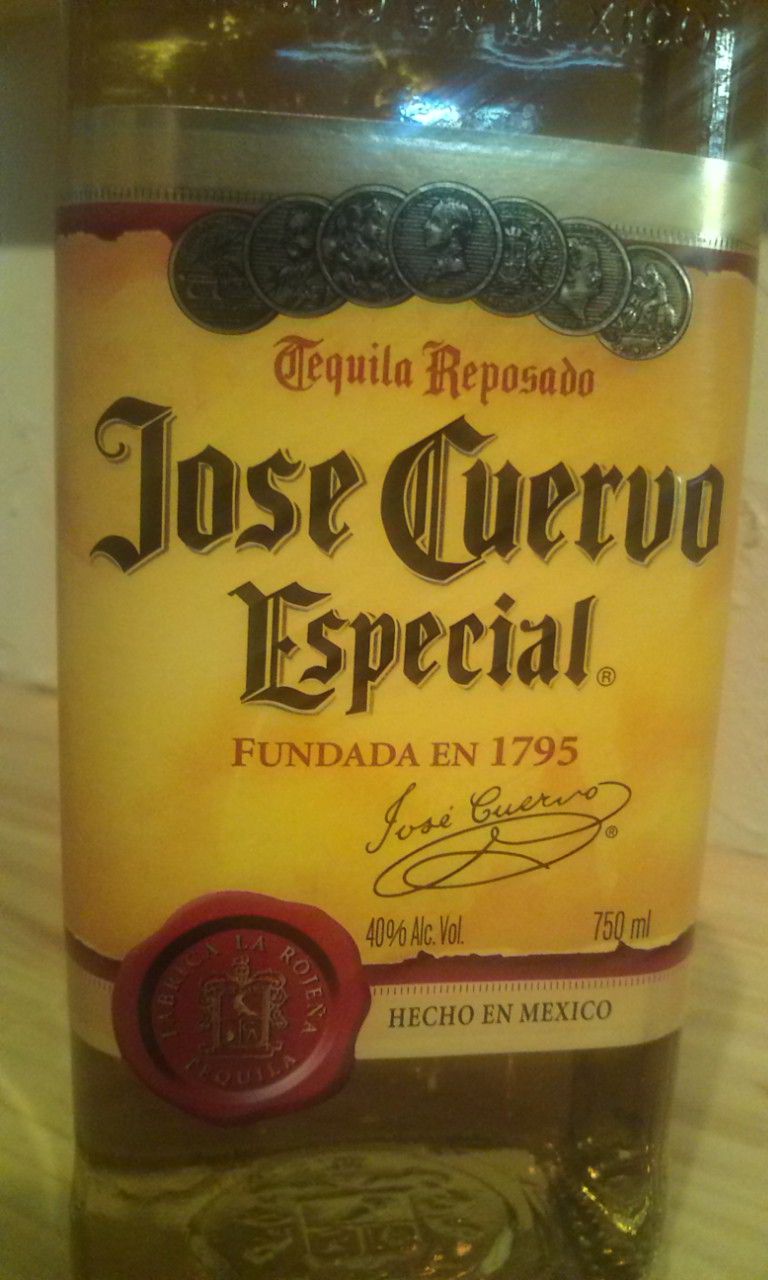 Tequila Reposado
Jose Cuervo
Especial®
FUNDADA EN 1795
José Cuervo®
40% Alc. Vol. 750 ml
FABRICA LA ROJEÑA
TEQUILA
HECHO EN MEXICO